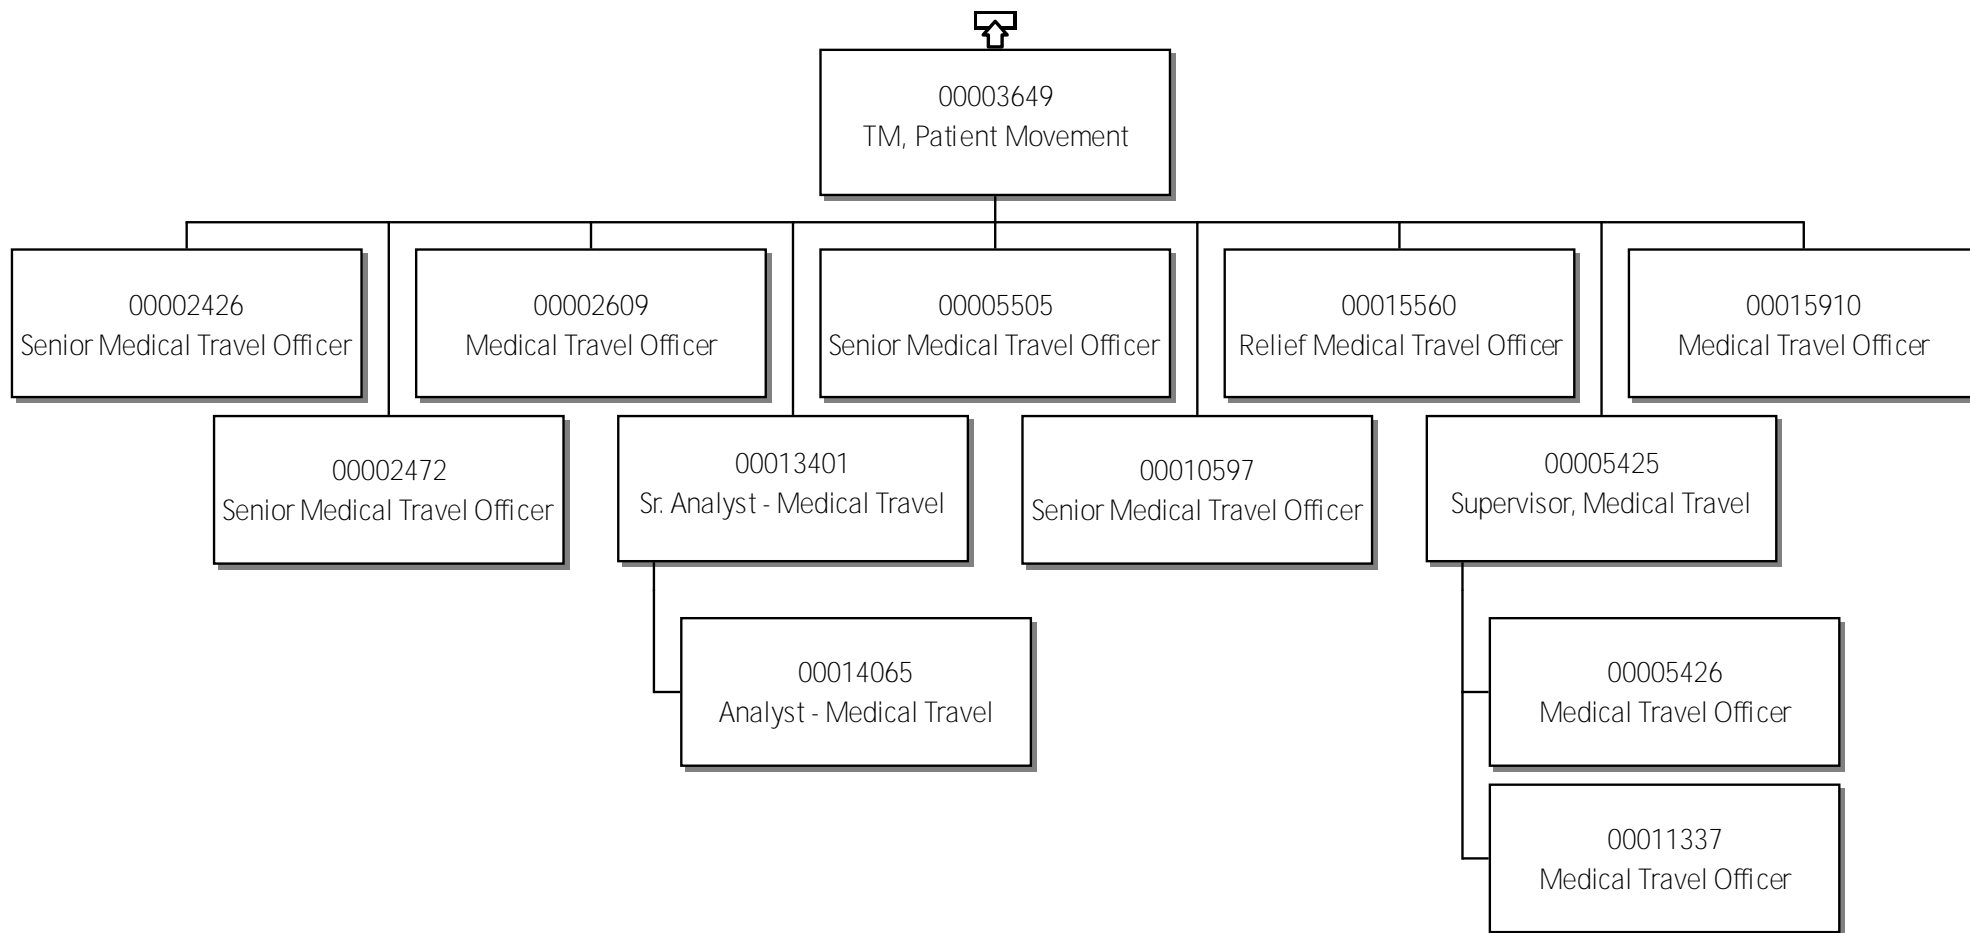 00003649
TM, Patient Movement
00002426
Senior Medical Travel Officer
00002609
Medical Travel Officer
00005505
Senior Medical Travel Officer
00015560
Relief Medical Travel Officer
00015910
Medical Travel Officer
00002472
Senior Medical Travel Officer
00013401
Sr. Analyst - Medical Travel
00010597
Senior Medical Travel Officer
00005425
Supervisor, Medical Travel
00014065
Analyst - Medical Travel
00005426
Medical Travel Officer
00011337
Medical Travel Officer